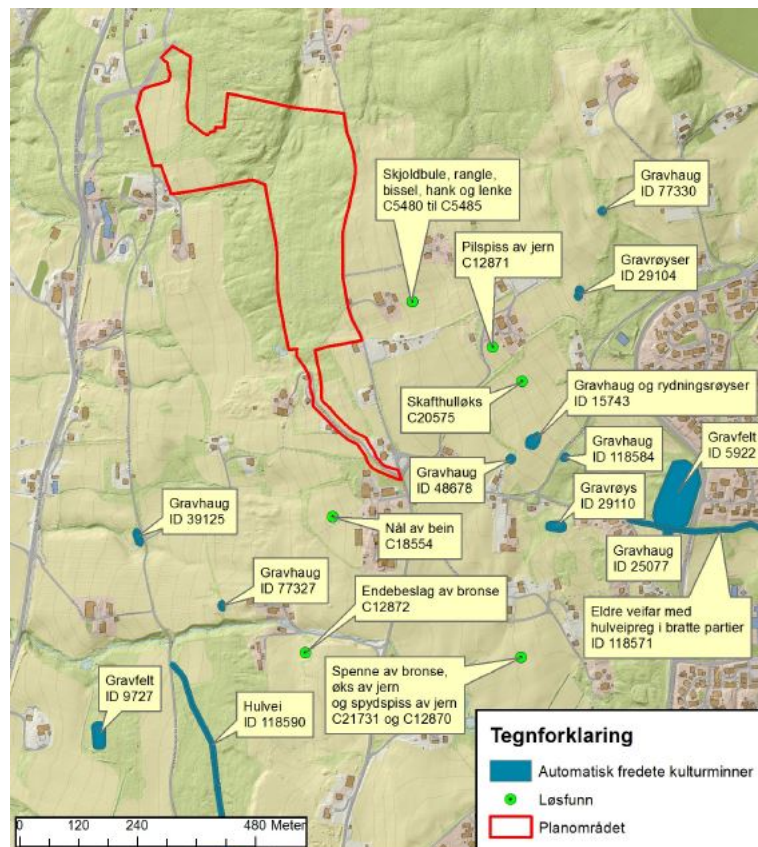 Gravhaug
ID 77330
Skjoldbule, rangle,
bissel, hank og lenke
C5480 til C5485
Pilspiss av jern
C12871
Gravrøyser
ID 29104
Gravhaug og rydningsrøyser
ID 15743
Skafthulløks
C20575
Gravfelt
ID 5922
Gravhaug
ID 118584
Gravhaug
ID 48678
Gravhaug
ID 39125
Nål av bein
C18554
Gravrøys
ID 29110
Gravhaug
ID 25077
Gravhaug
ID 77327
Endebeslag av bronse
C12872
Eldre veifar med
hulveipreg i bratte partier
ID 118571
Spenne av bronse,
øks av jern
og spydspiss av jern
C21731 og C12870
Gravfelt
ID 9727
Hulvei
ID 118590
Tegnforklaring
Automatisk fredete kulturminner
Løsfunn
Planområdet
0 120 240 480 Meter